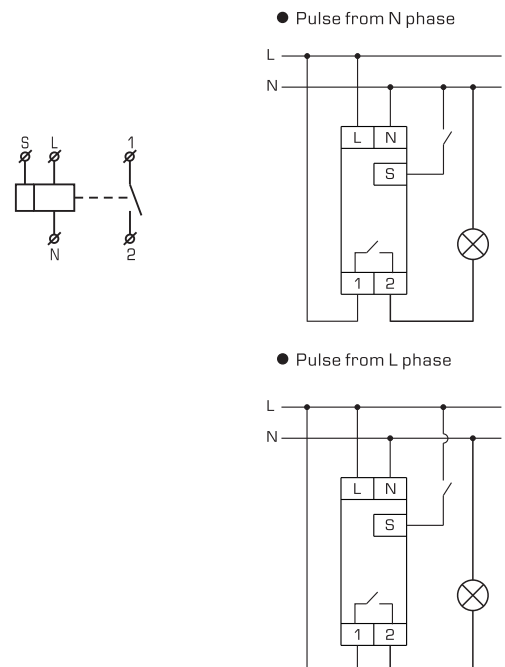 ● Pulse from N phase
L
N
L N
S
1 2
S L 1
N 2
● Pulse from L phase
L
N
L N
S
1 2